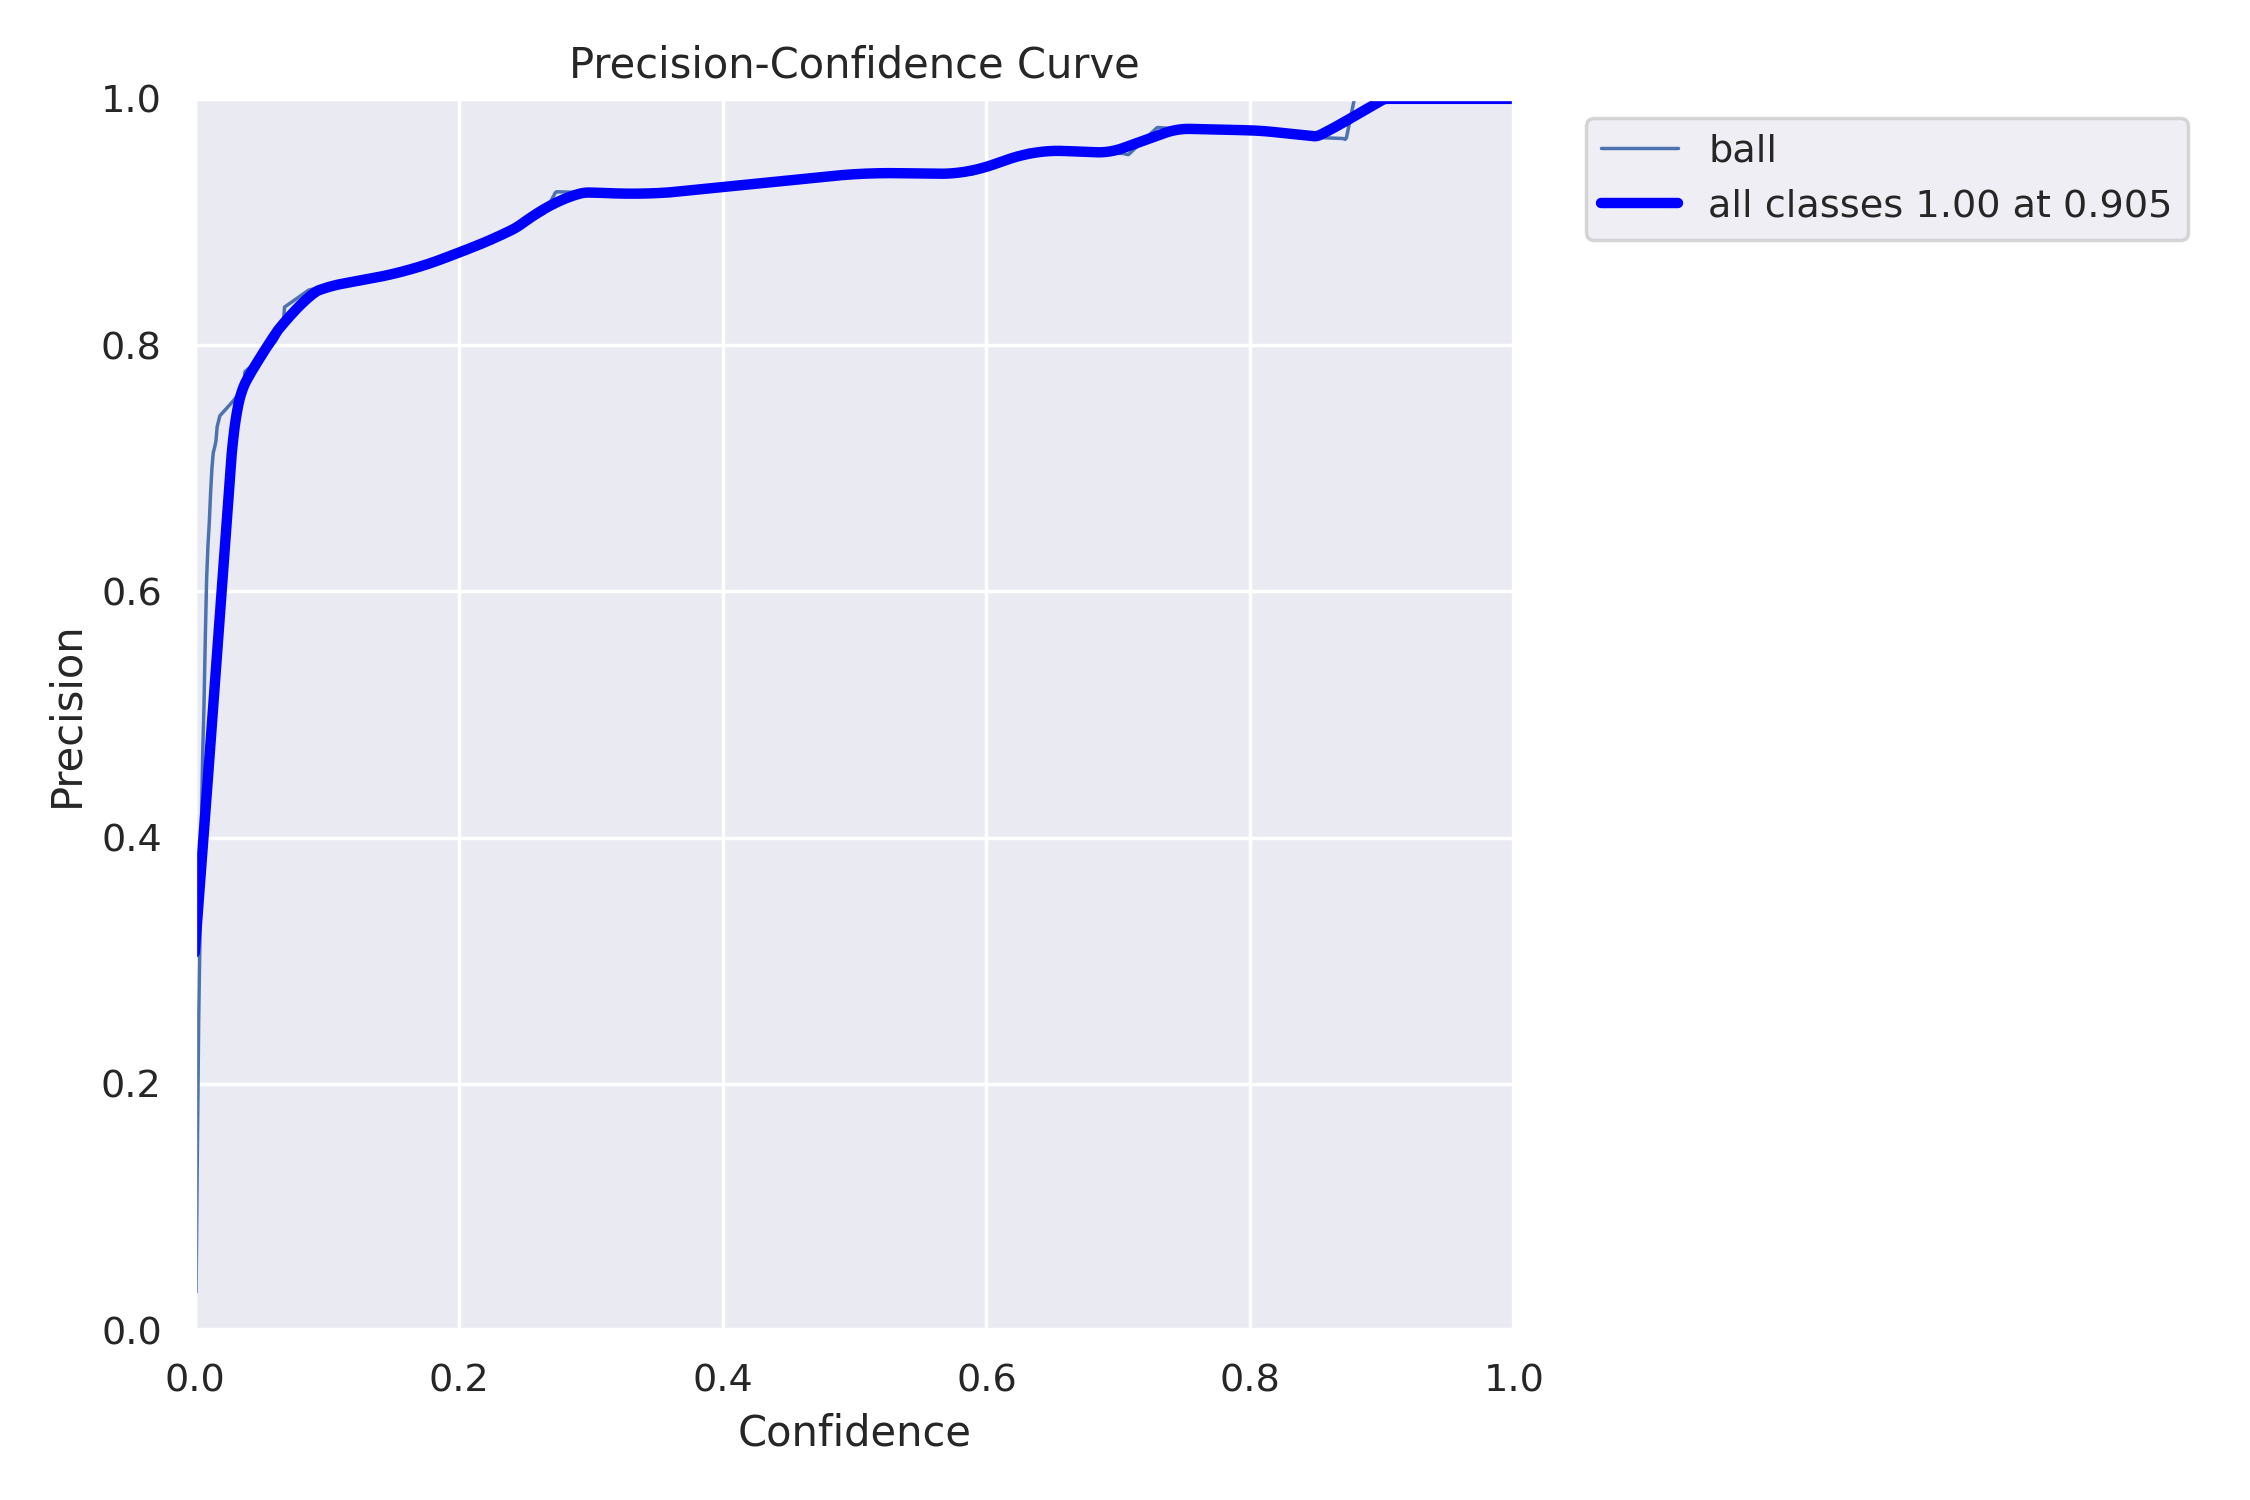 Precision-Confidence Curve
1.0
0.8
0.6
0.4
0.2
0.0
Precision
0.0 0.2 0.4 0.6 0.8 1.0
Confidence
ball
all classes 1.00 at 0.905